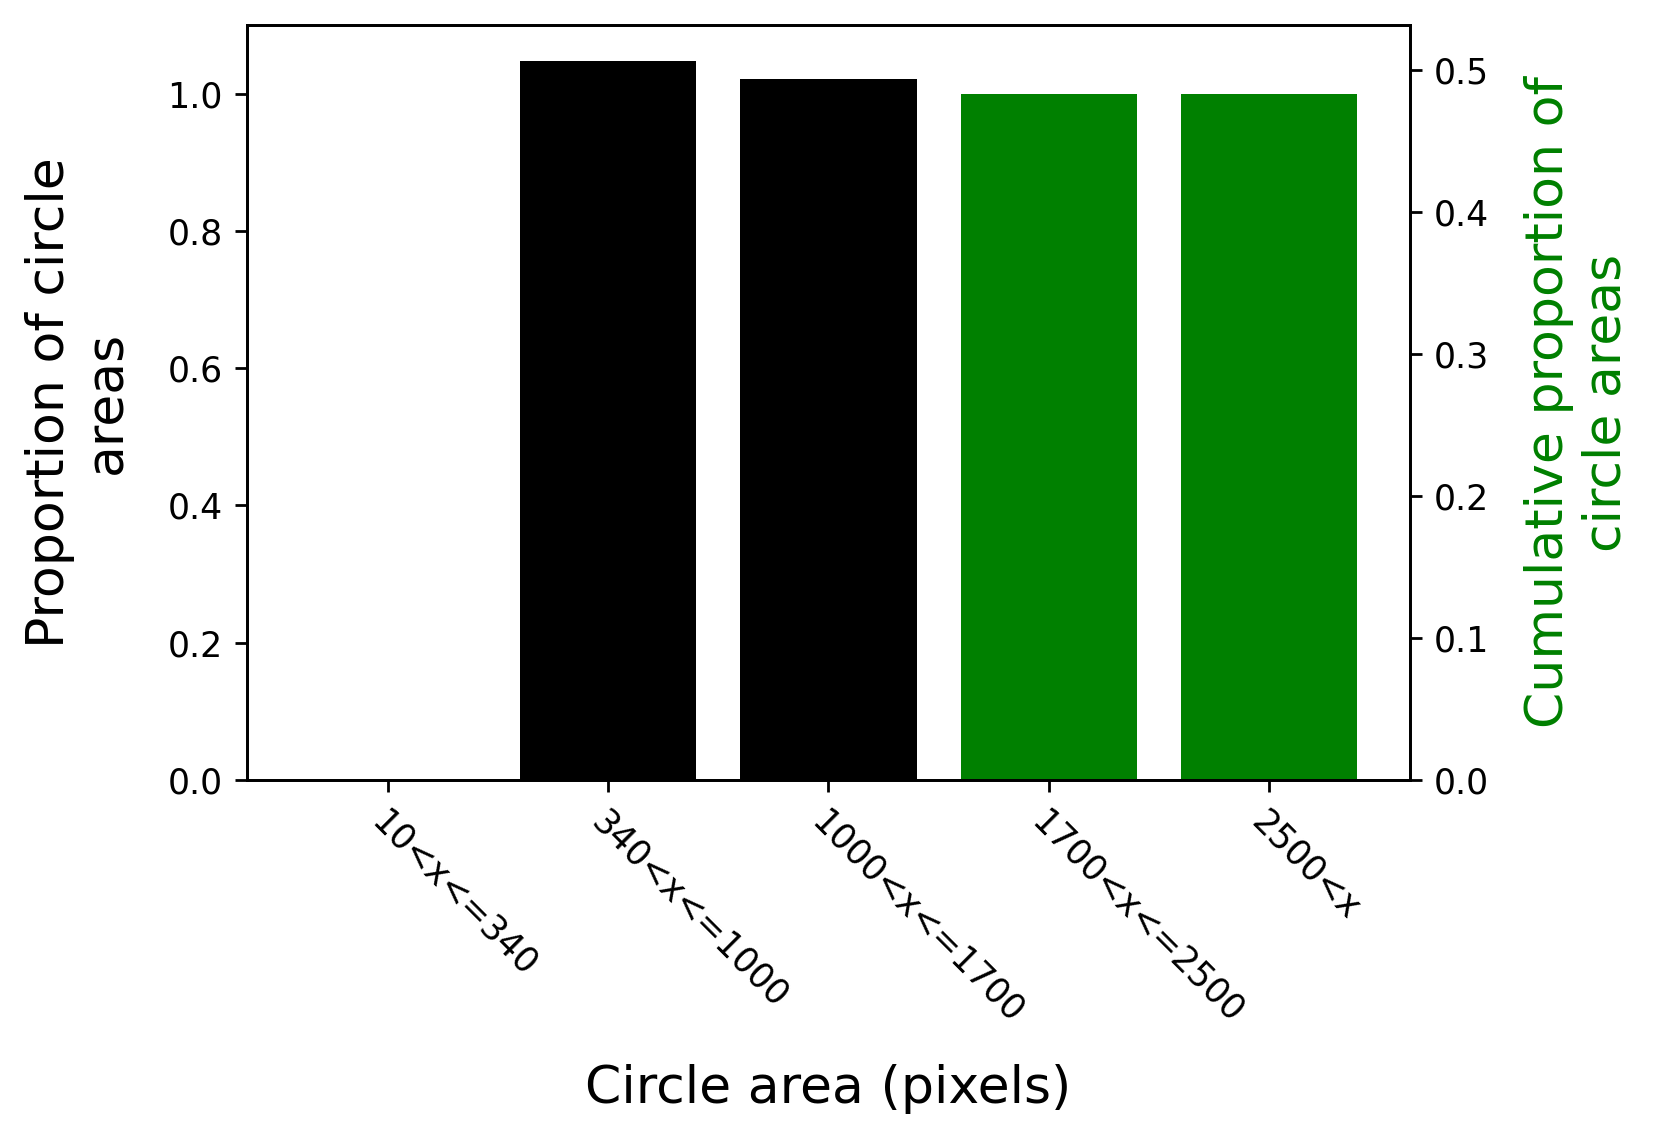 Proportion of circle
areas
1.0
0.8
0.6
0.4
0.2
0.0
0.5
0.4
0.3
0.2
0.1
0.0
Cumulative proportion of
circle areas
10<x<=340
340<x<=1000
1000<x<=1700
1700<x<=2500
2500<x
Circle area (pixels)